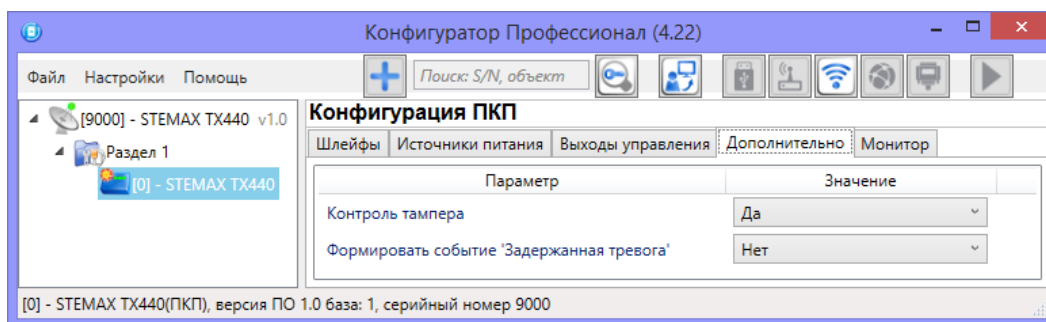 Конфигуратор Профессионал (4.22)
Файл Настройки Помощь Поиск: S/N, объект
[9000] - STEMAX TX440 v1.0
Раздел 1
[0] - STEMAX TX440
Конфигурация ПКП
Шлейфы Источники питания Выходы управления Дополнительно Монитор
Параметр Значение
Контроль тампера Да
Формировать событие 'Задержанная тревога' Нет
[0] - STEMAX TX440(ПКП), версия ПО 1.0 база: 1, серийный номер 9000